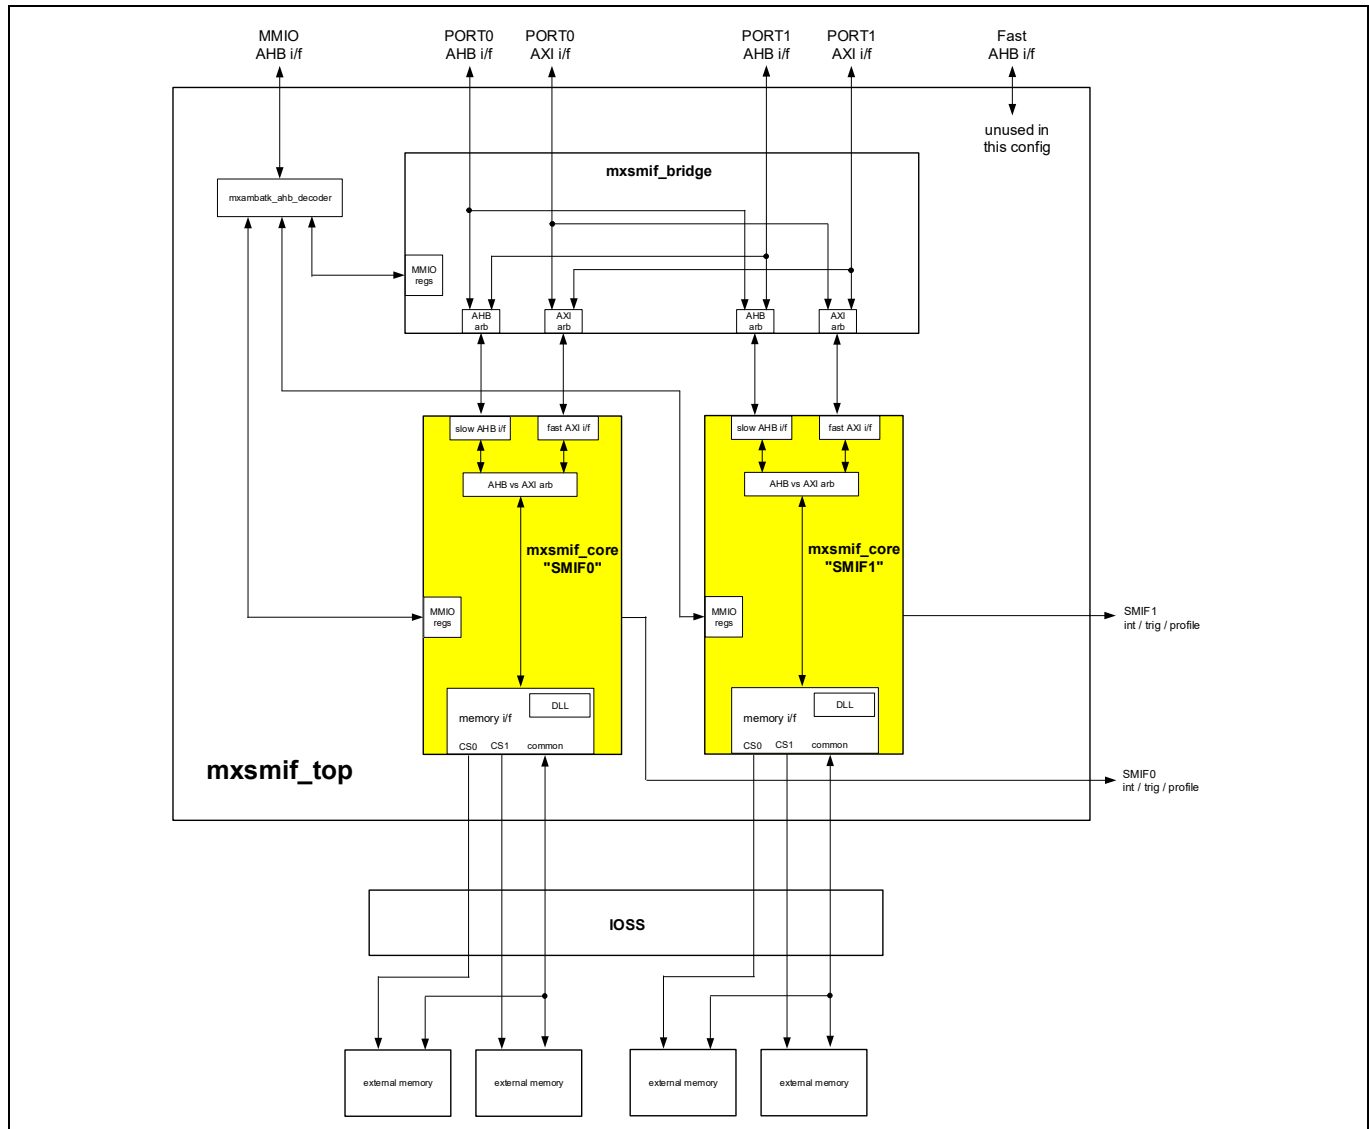 MMIO
AHB i/f
PORT0
AHB i/f
PORT0
AXI i/f
PORT1
AHB i/f
PORT1
AXI i/f
Fast
AHB i/f
unused in
this config
mxsmif_bridge
mxambatk_ahb_decoder
MMIO
regs
AHB
arb
AXI
arb
AHB
arb
AXI
arb
slow AHB i/f
fast AXI i/f
slow AHB i/f
fast AXI i/f
AHB vs AXI arb
AHB vs AXI arb
mxsmif_core
"SMIF0"
mxsmif_core
"SMIF1"
MMIO
regs
MMIO
regs
SMIF1
int / trig / profile
DLL
memory i/f
CS0 CS1 common
DLL
memory i/f
CS0 CS1 common
mxsmif_top
SMIF0
int / trig / profile
IOSS
external memory
external memory
external memory
external memory